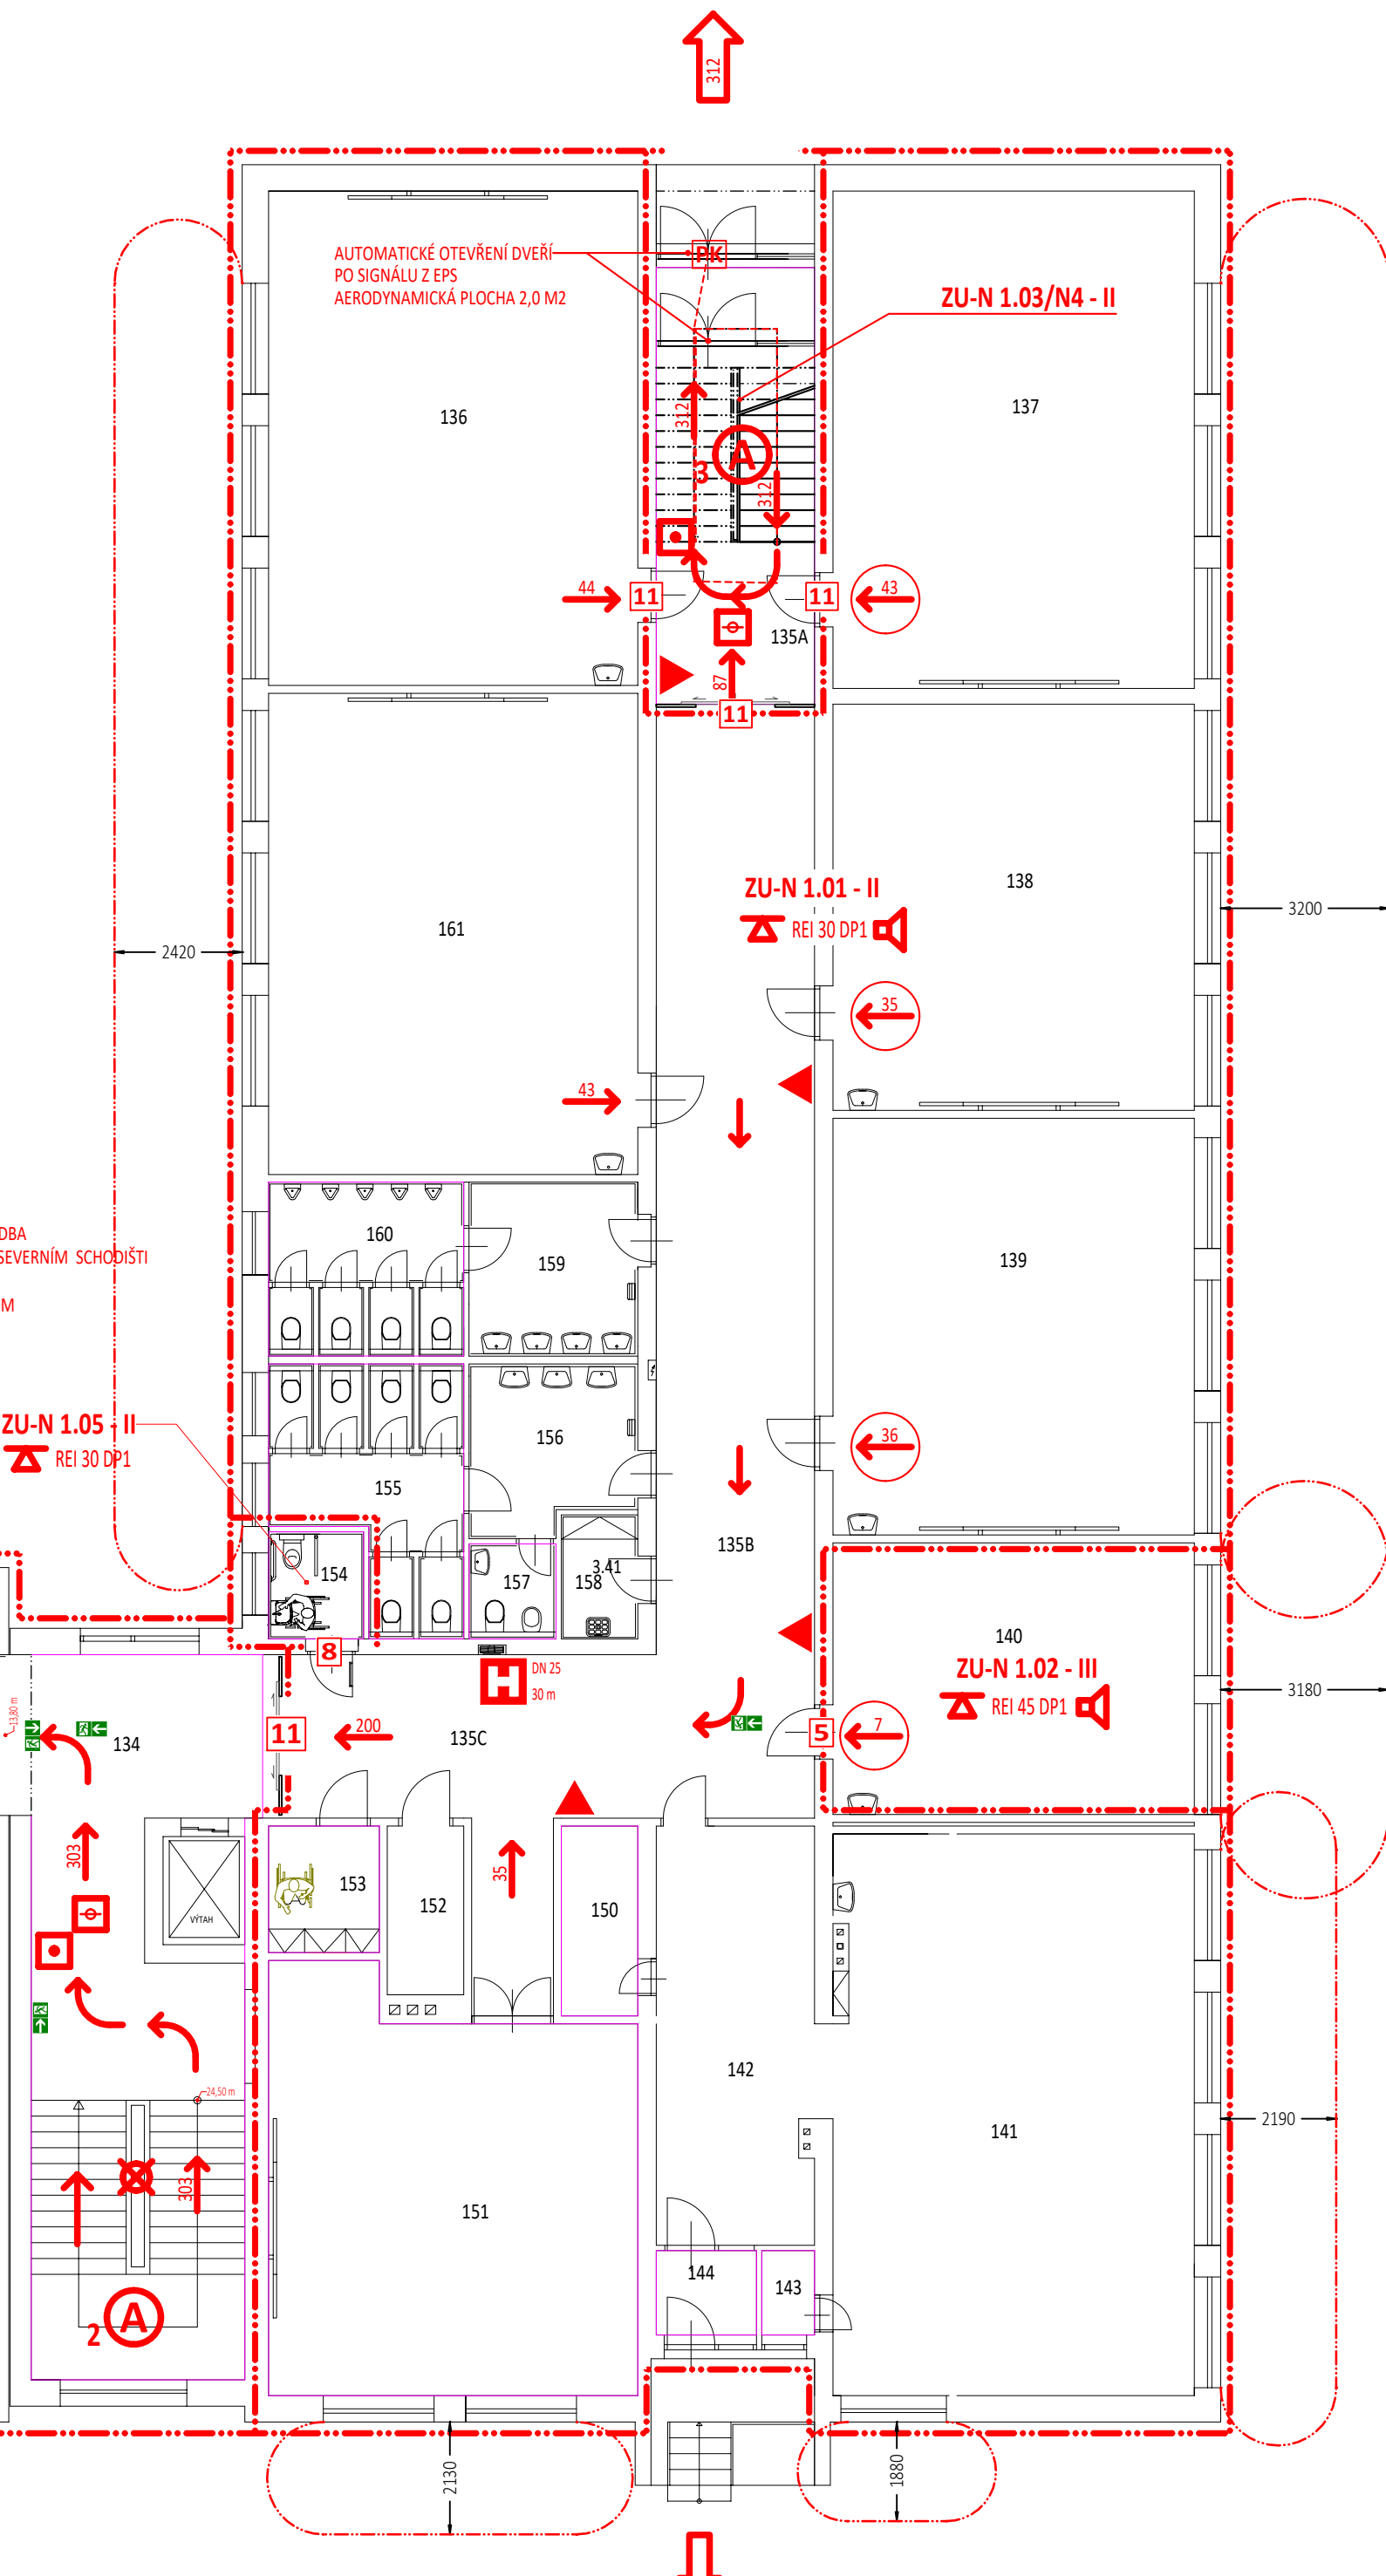 312
AUTOMATICKÉ OTEVŘENÍ DVEŘÍ
PO SIGNÁLU Z EPS
AERODYNAMICKÁ PLOCHA 2,0 M2
PK
ZU-N 1.03/N4 - II
136
137
312
3
A
312
44
11
11
43
135A
87
11
161
2420
ZU-N 1.01 - II
REI 30 DP1
138
3200
35
43
DBA
SEVERNÍM SCHODIŠTI
M
160
159
139
ZU-N 1.05 - II
REI 30 DP1
156
155
36
154
157
158
3.41
135B
140
ZU-N 1.02 - III
REI 45 DP1
3180
8
H
DN 25
30 m
13,80 m
134
11
200
135C
5
7
303
VÝTAH
153
152
35
150
24,50 m
142
141
2190
303
151
144
143
2
A
2130
1880